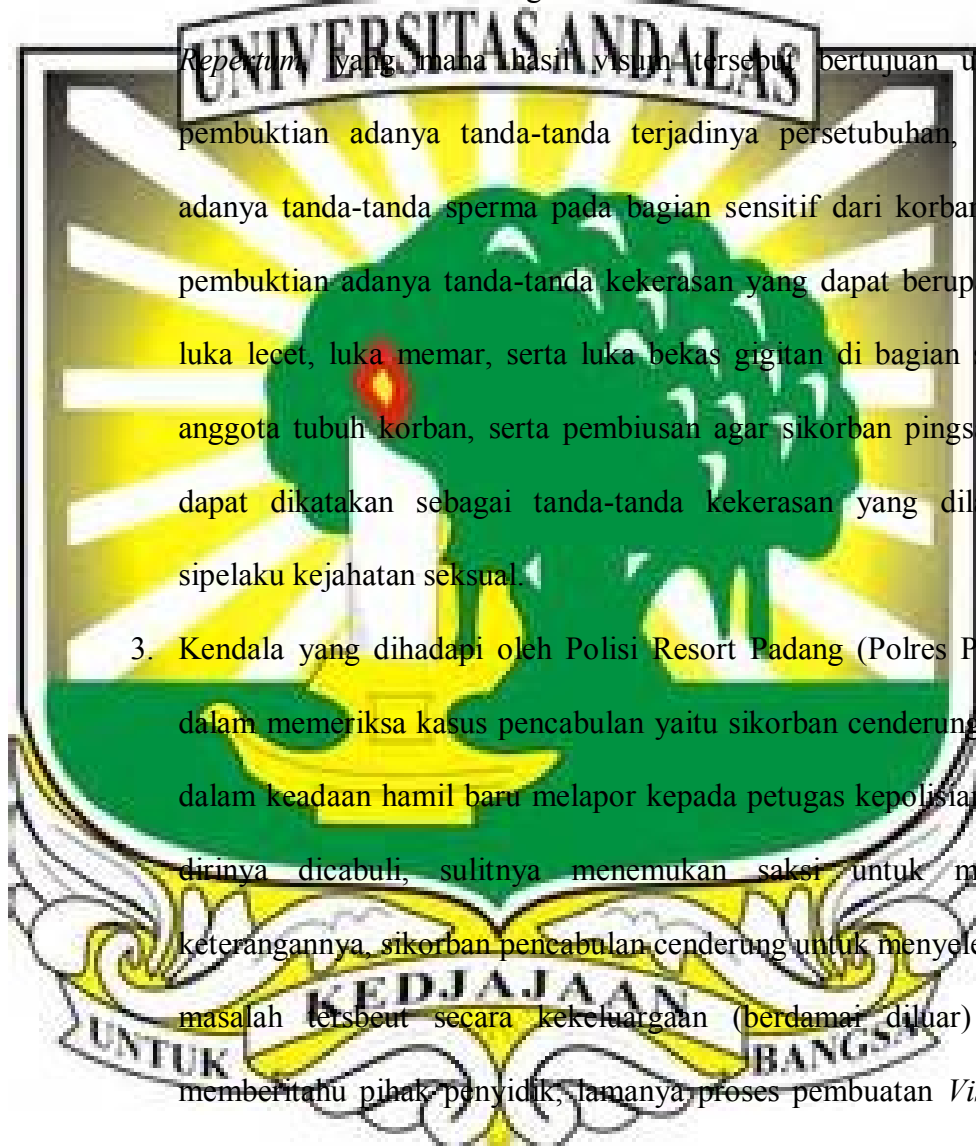 UNIVERSITAS ANDALAS
Repertum, yang mana hasil visum tersebut bertujuan u
pembuktian adanya tanda-tanda terjadinya persetubuhan,
adanya tanda-tanda sperma pada bagian sensitif dari korban
pembuktian adanya tanda-tanda kekerasan yang dapat berup
luka lecet, luka memar, serta luka bekas gigitan di bagian
anggota tubuh korban, serta pembiusan agar sikorban pings
dapat dikatakan sebagai tanda-tanda kekerasan yang dil
sipelaku kejahatan seksual.
3. Kendala yang dihadapi oleh Polisi Resort Padang (Polres P
dalam memeriksa kasus pencabulan yaitu sikorban cenderung
dalam keadaan hamil baru melapor kepada petugas kepolisian
dirinya dicabuli, sulitnya menemukan saksi untuk m
keterangannya, sikorban pencabulan cenderung untuk menyele
masalah tersbeut secara kekeluargaan (berdamai diluar)
memberitahu pihak penyidik, lamanya proses pembuatan Vi
UNTUK KEDJAJAAN BANGSA